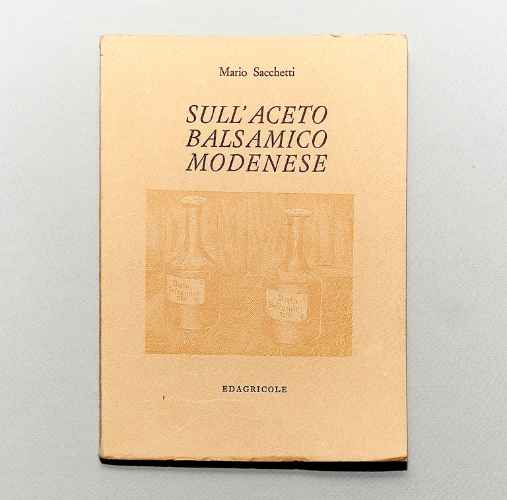 Mario Sacchetti
SULL'ACETO
BALSAMICO
MODENESE
EDAGRICOLE